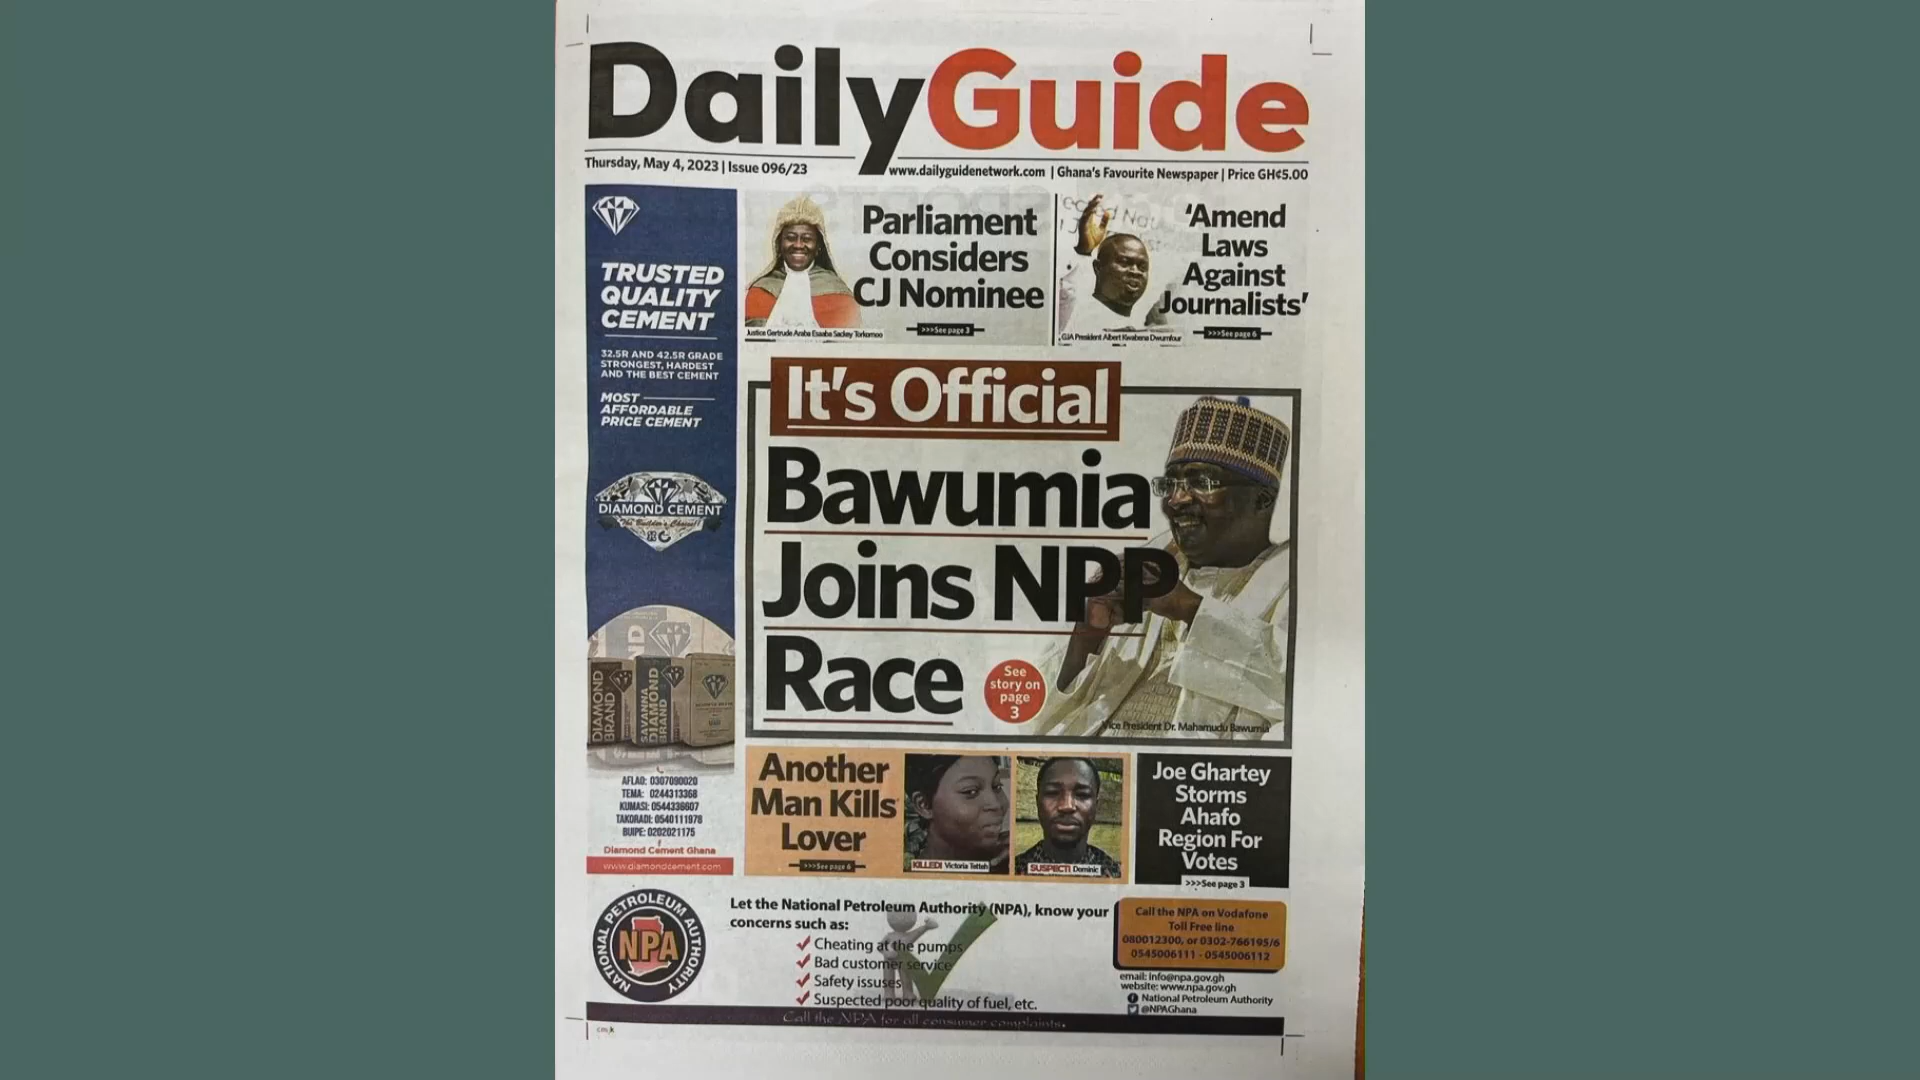 DailyGuide
Thursday, May 4, 2023 | Issue 096/23
www.dailyguidenetwork.com | Ghana's Favourite Newspaper | Price GH¢5.00
TRUSTED
QUALITY
CEMENT
32.5R AND 42.5R GRADE
STRONGEST, HARDEST
AND THE BEST CEMENT
MOST
AFFORDABLE
PRICE CEMENT
DIAMOND CEMENT
The Builder's Choice!!
DIAMOND
BRAND
SAVANNA
DIAMOND
BRAND
AFLAO: 0307090020
TEMA: 0244313368
KUMASI: 0544336607
TAKORADI: 0540111978
BUIPE: 0202021175
Diamond Cement Ghana
www.diamondcement.com
Parliament
Considers
CJ Nominee
>>>See page 3
Justice Gertrude Araba Esaaba Sackey Torkornoo
'Amend
Laws
Against
Journalists'
>>>See page 6
GJA President Albert Kwabena Dwumfour
It's Official
Bawumia
Joins NPP
Race
See
story on
page
3
Vice President Dr. Mahamudu Bawumia
Another
Man Kills
Lover
>>>See page 6
KILLED! Victoria Tetteh
SUSPECT! Dominic
Joe Ghartey
Storms
Ahafo
Region For
Votes
>>>See page 3
NATIONAL PETROLEUM AUTHORITY
NPA
Let the National Petroleum Authority (NPA), know your
concerns such as:
Cheating at the pumps
Bad customer service
Safety issues
Suspected poor quality of fuel, etc.
Call the NPA for all consumer complaints.
Call the NPA on Vodafone
Toll Free line
080012300, or 0302-766195/6
0545006111 - 0545006112
email: info@npa.gov.gh
website: www.npa.gov.gh
National Petroleum Authority
@NPAGhana
cmyk